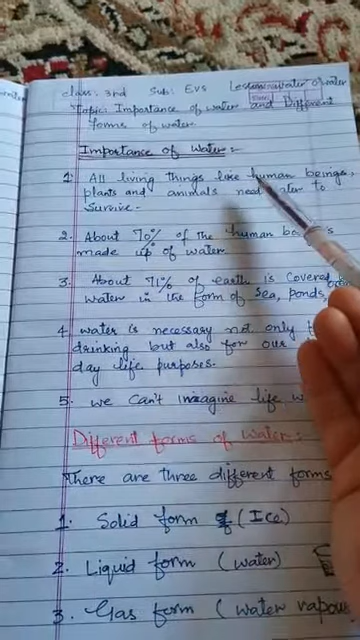 class: 3rd Sub: EVS Lesson: water
Topic: Importance of water and Different
forms of water.
Importance of Water:-
1. All living things like human beings,
plants and animals need to
survive.
2. About 70% of the human
made up of water.
3. About 71% of earth is covered
water in the form of sea, ponds,
4. water is necessary not only
drinking but also for our
day life purposes.
5. we can't imagine life
Different forms of Water:-
There are three different forms
1. Solid form (Ice)
2. Liquid form (water)
3. Gas form (water vapour